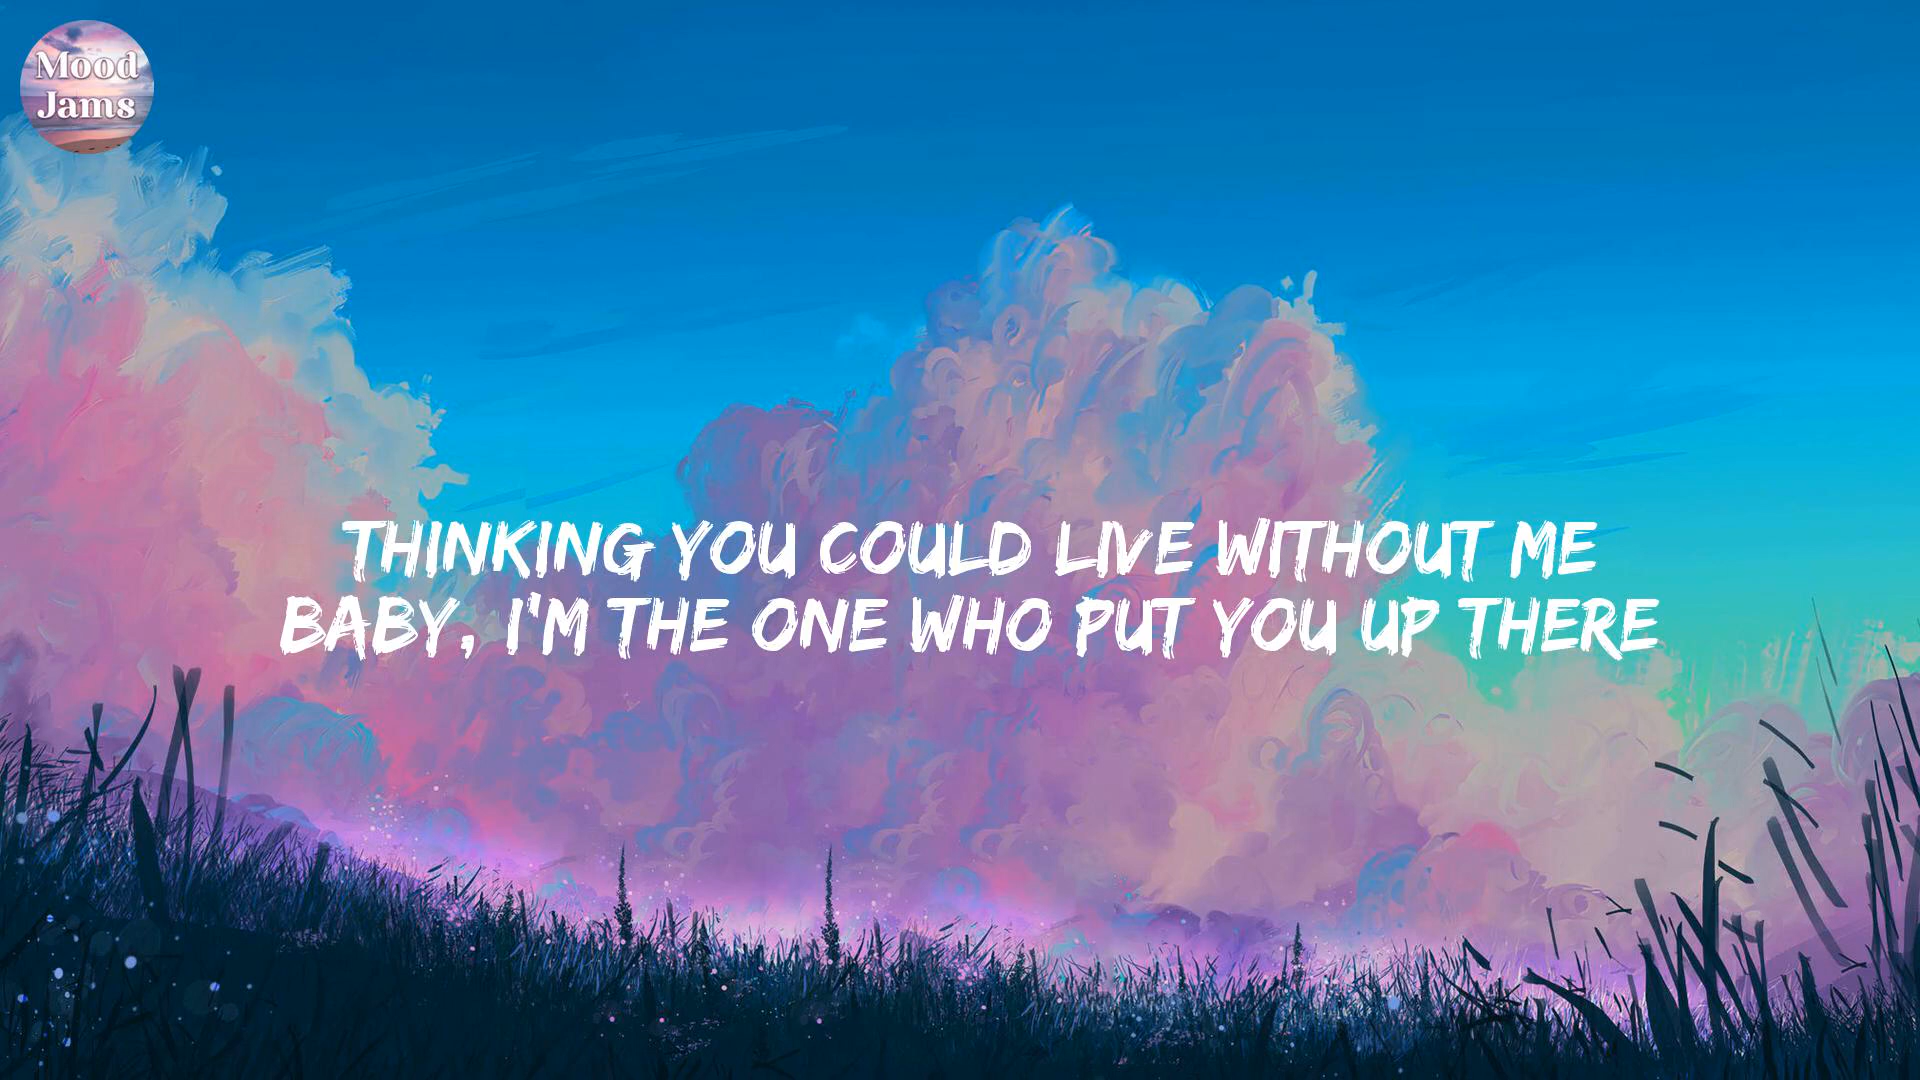 Mood
Jams
THINKING YOU COULD LIVE WITHOUT ME
BABY, I'M THE ONE WHO PUT YOU UP THERE